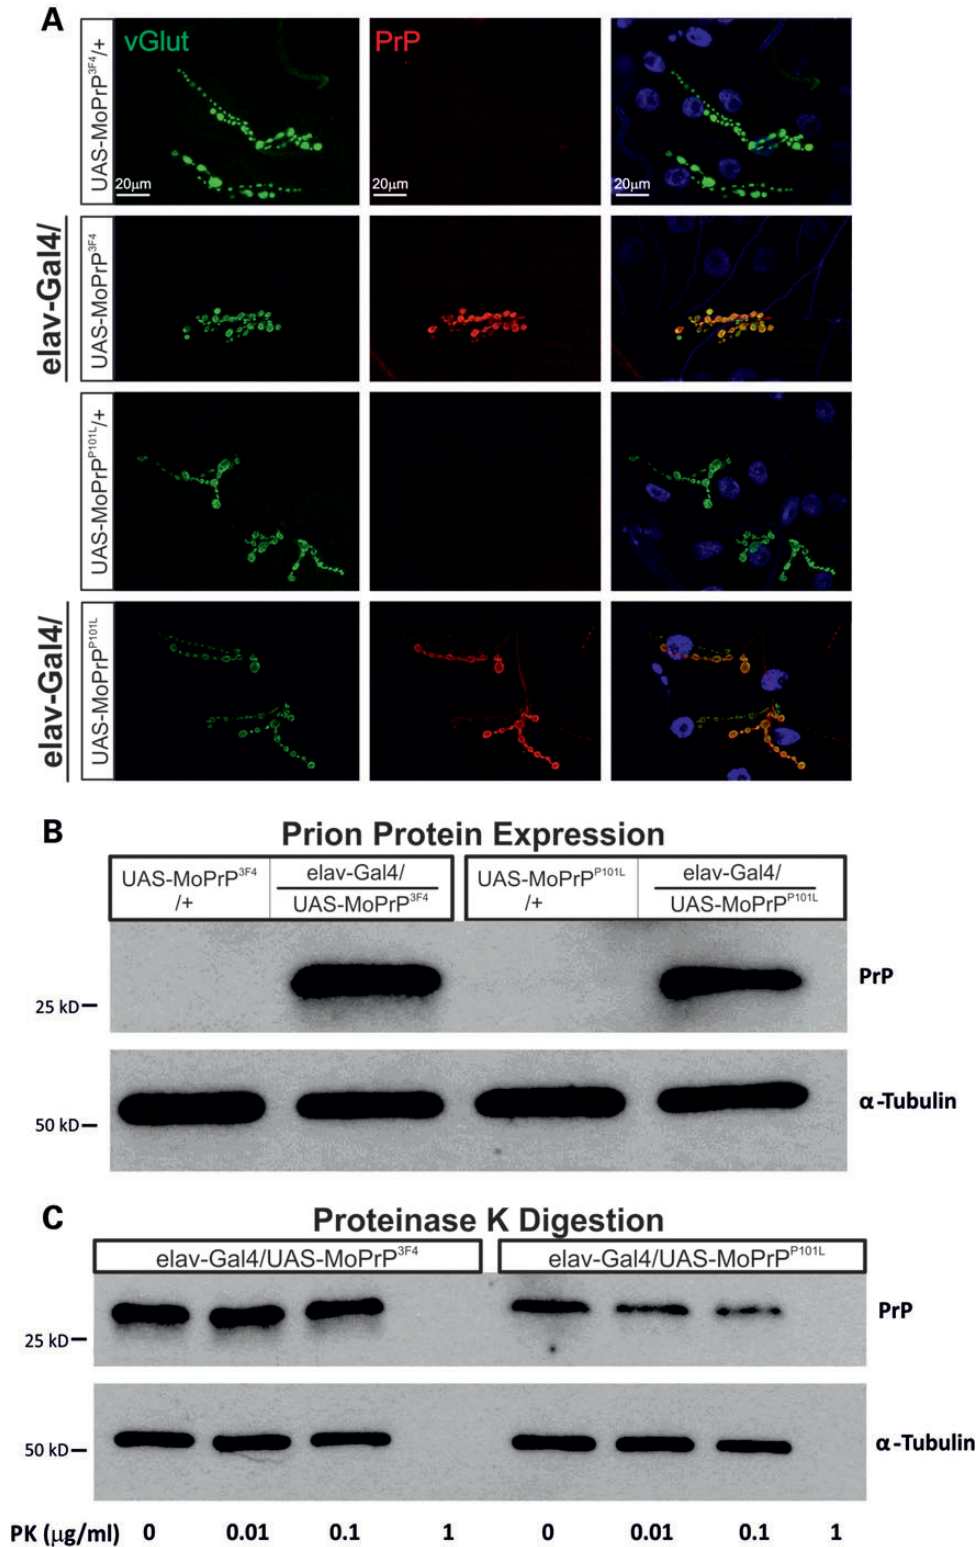 A
vGlut
PrP
UAS-MoPrP3F4/+
20μm
20μm
20μm
elav-Gal4/
UAS-MoPrP3F4
UAS-MoPrPP101L/+
elav-Gal4/
UAS-MoPrPP101L
B
Prion Protein Expression
UAS-MoPrP3F4
/+
elav-Gal4/
UAS-MoPrP3F4
UAS-MoPrPP101L
/+
elav-Gal4/
UAS-MoPrPP101L
PrP
25 kD
α-Tubulin
50 kD
C
Proteinase K Digestion
elav-Gal4/UAS-MoPrP3F4
elav-Gal4/UAS-MoPrPP101L
PrP
25 kD
α-Tubulin
50 kD
PK (μg/ml) 0 0.01 0.1 1 0 0.01 0.1 1